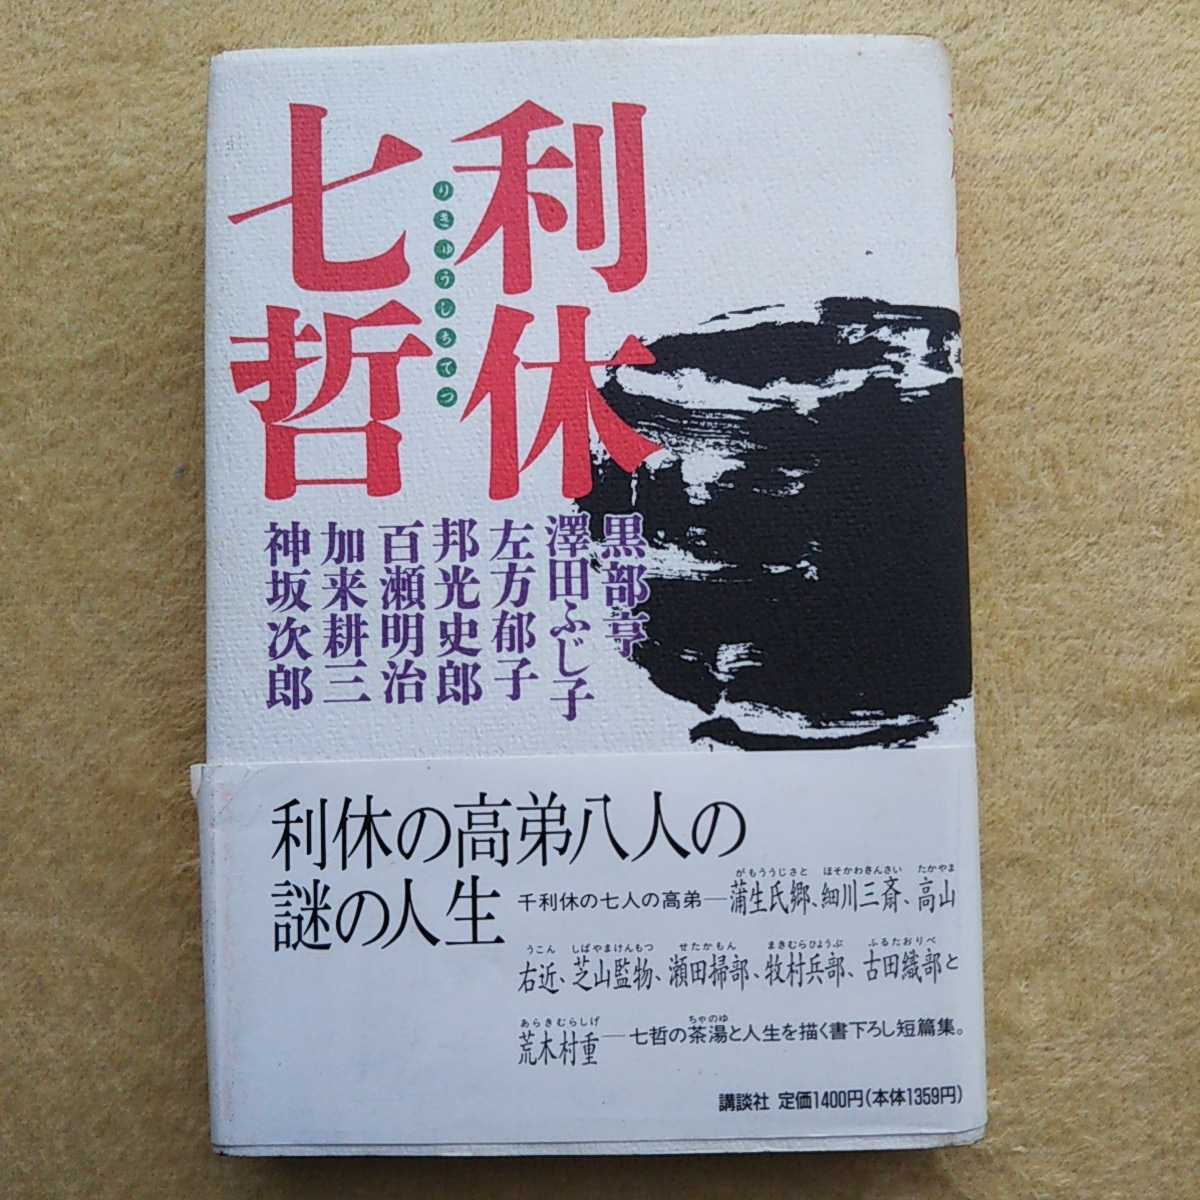 利休
七哲
りきゅうしちてつ
黒部亨
澤田ふじ子
左方郁子
邦光史郎
百瀬明治
加来耕三
神坂次郎
利休の高弟八人の
謎の人生
がもううじさと ほそかわさんさい たかやま
千利休の七人の高弟―蒲生氏郷、細川三斎、高山
うこん しばやまけんもつ せたかもん まきむらひょうぶ ふるたおりべ
右近、芝山監物、瀬田掃部、牧村兵部、古田織部と
あらきむらしげ ちゃのゆ
荒木村重―七哲の茶湯と人生を描く書下ろし短篇集。
講談社 定価1400円(本体1359円)